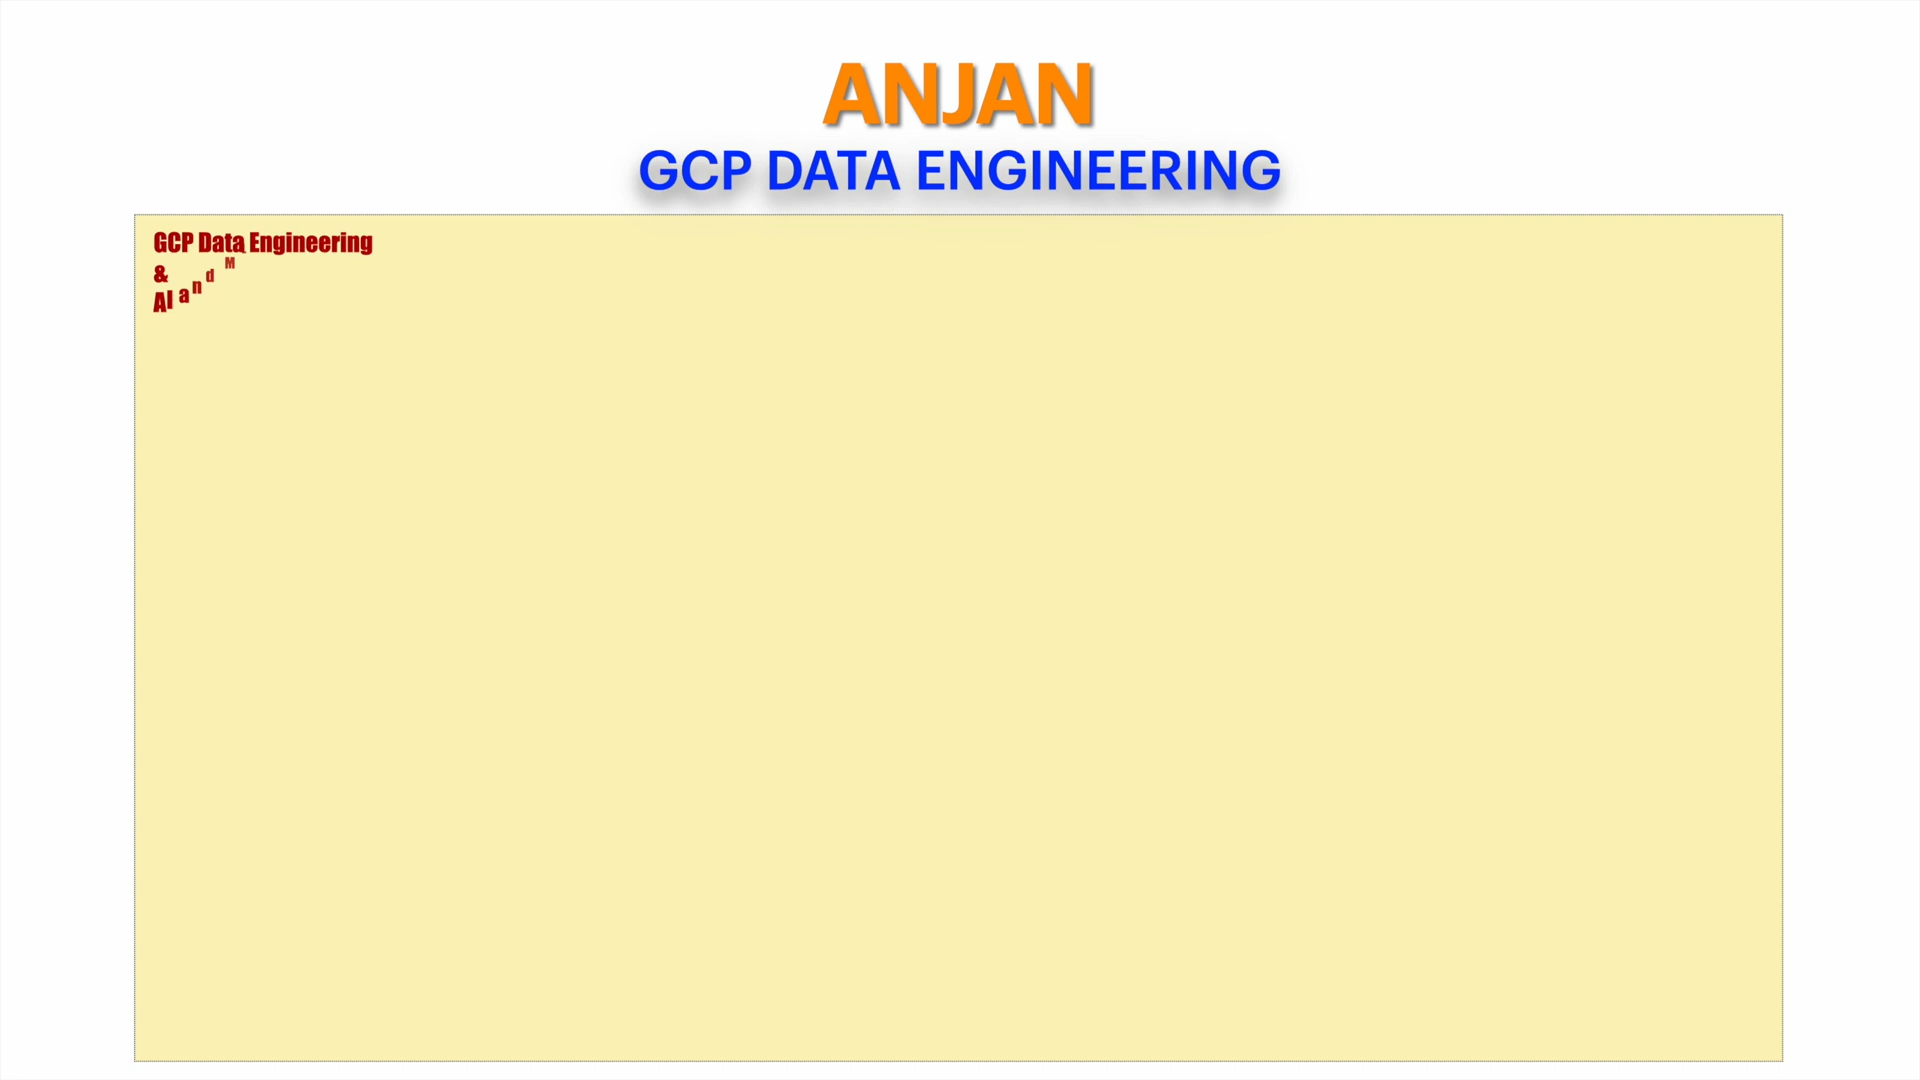 ANJAN
GCP DATA ENGINEERING
GCP Data Engineering
&
AI and M